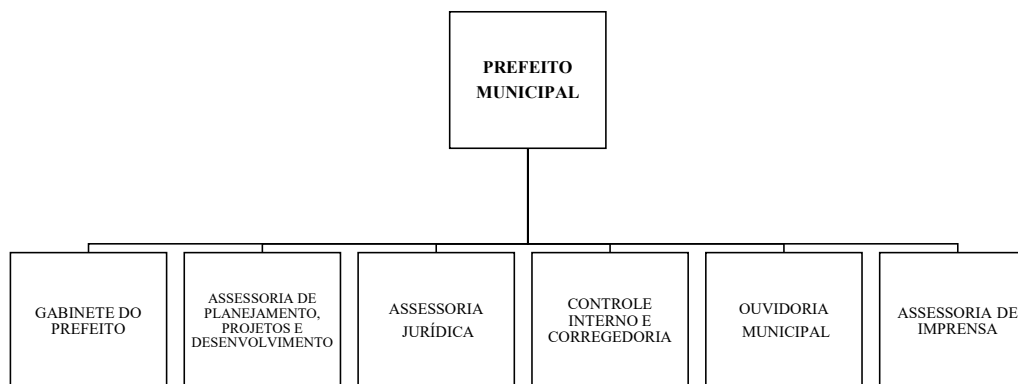 PREFEITO
MUNICIPAL
GABINETE DO
PREFEITO
ASSESSORIA DE
PLANEJAMENTO,
PROJETOS E
DESENVOLVIMENTO
ASSESSORIA
JURÍDICA
CONTROLE
INTERNO E
CORREGEDORIA
OUVIDORIA
MUNICIPAL
ASSESSORIA DE
IMPRENSA